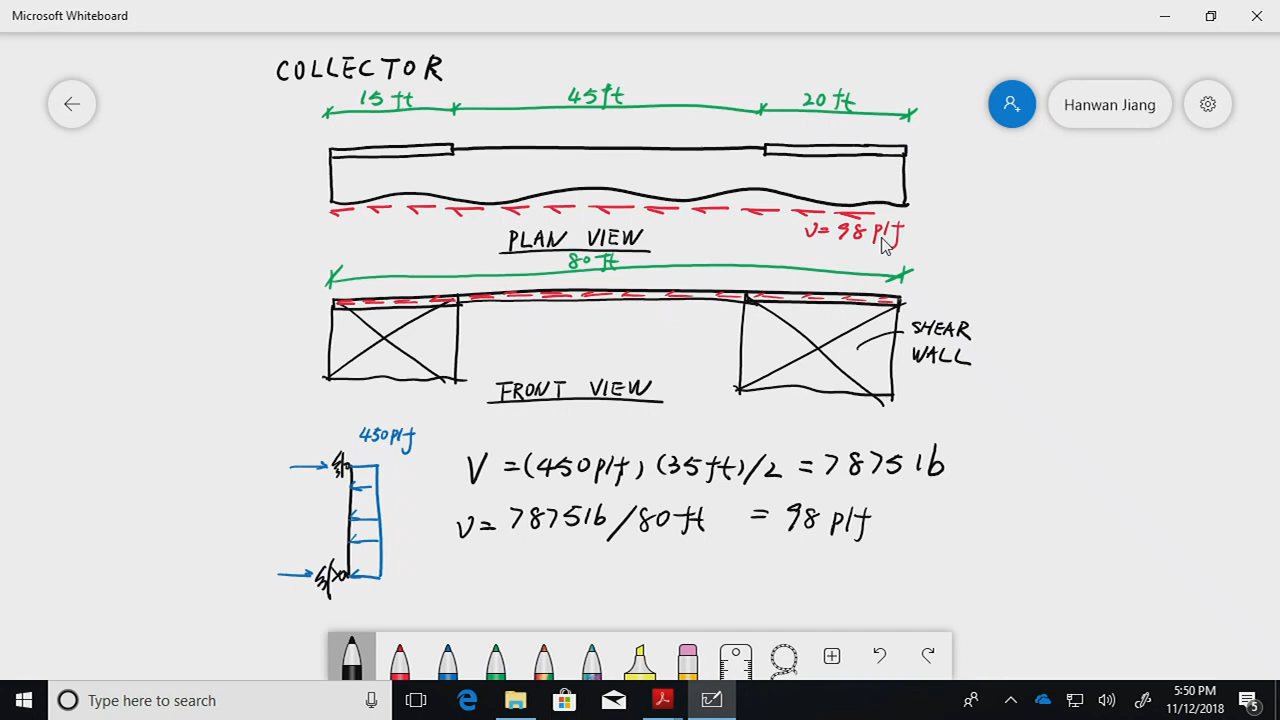 Microsoft Whiteboard
COLLECTOR
15 ft 45 ft 20 ft
Hanwan Jiang
v= 98 plf
PLAN VIEW
80 ft
SHEAR
WALL
FRONT VIEW
450 plf
V = (450 plf) (35 ft) / 2 = 7875 lb
v= 7875 lb / 80 ft = 98 plf
Type here to search
5:50 PM
11/12/2018
5